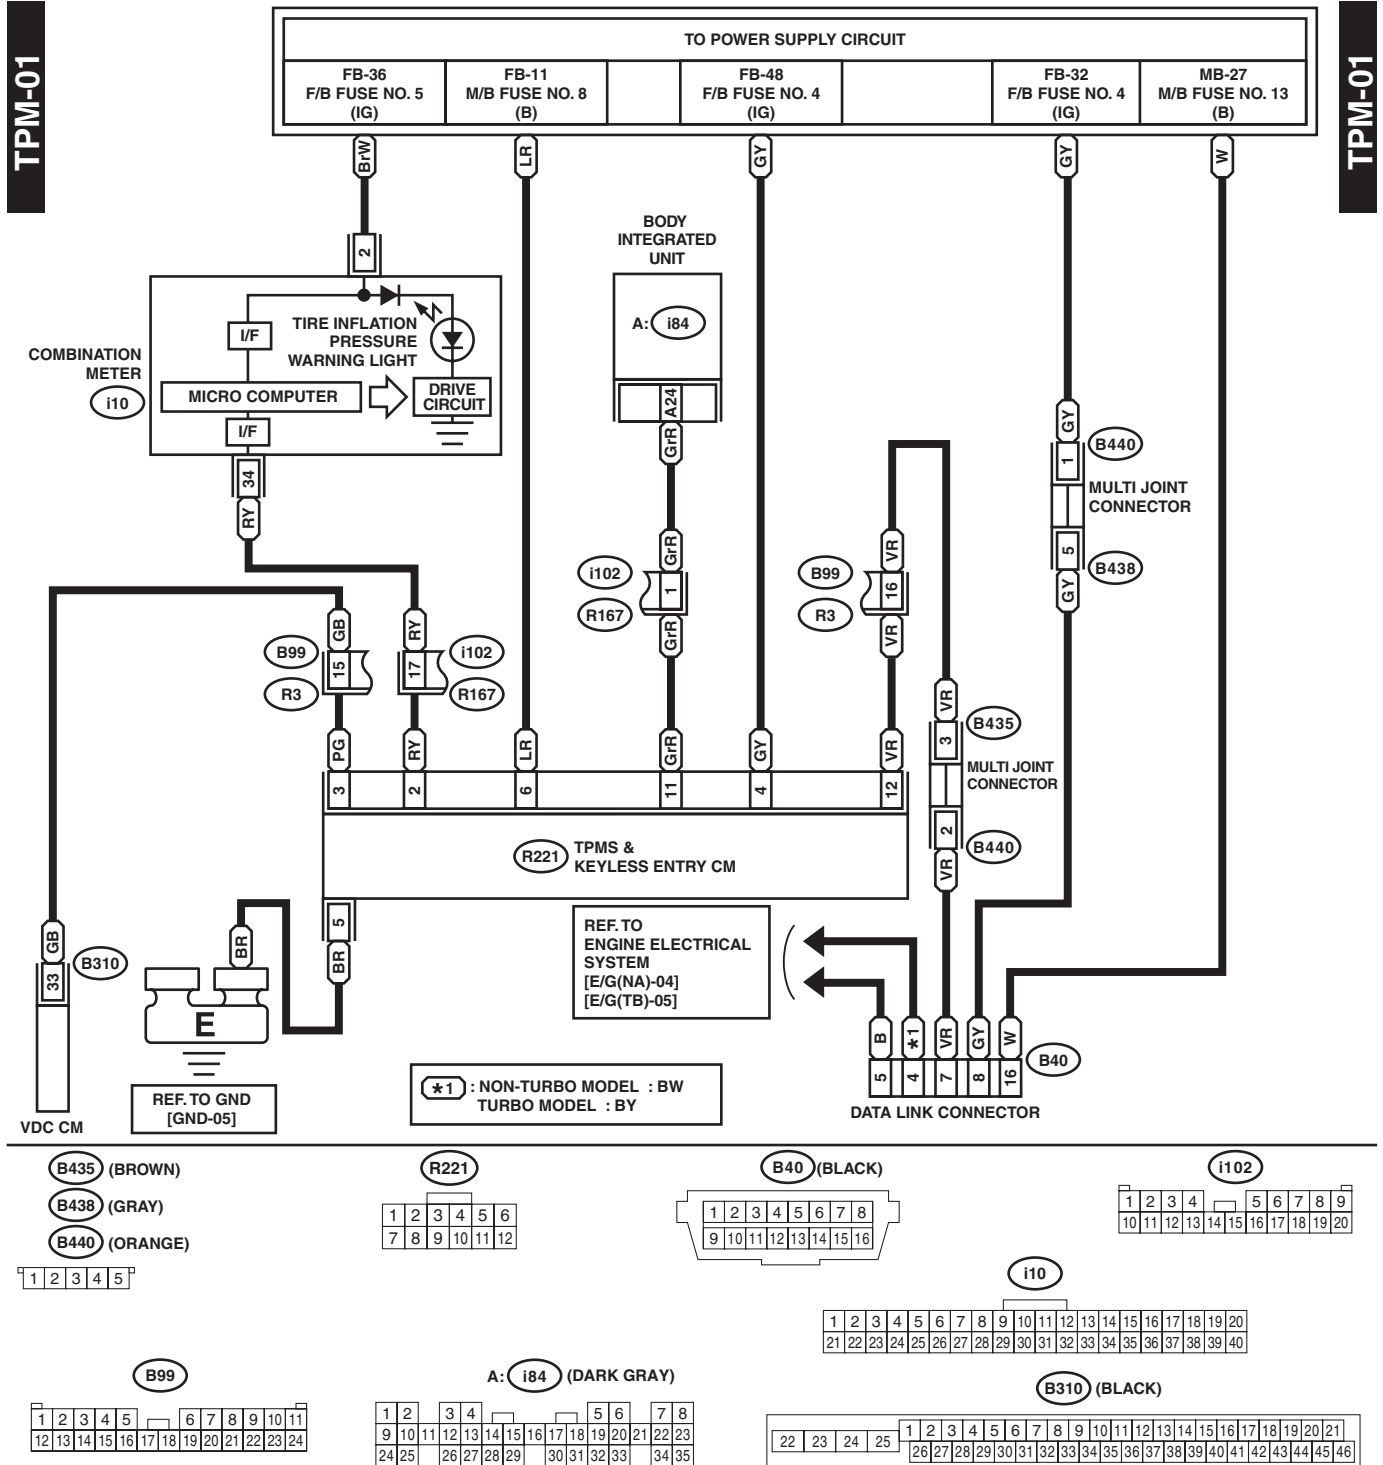 TPM-01
TPM-01
TO POWER SUPPLY CIRCUIT
FB-36
F/B FUSE NO. 5
(IG)
FB-11
M/B FUSE NO. 8
(B)
FB-48
F/B FUSE NO. 4
(IG)
FB-32
F/B FUSE NO. 4
(IG)
MB-27
M/B FUSE NO. 13
(B)
BrW
LR
GY
GY
W
2
BODY
INTEGRATED
UNIT
A: i84
A24
GrR
COMBINATION
METER
i10
I/F
TIRE INFLATION
PRESSURE
WARNING LIGHT
MICRO COMPUTER
DRIVE
CIRCUIT
I/F
34
RY
GY
1
B440
MULTI JOINT
CONNECTOR
5
B438
GY
GrR
i102
1
R167
GrR
VR
B99
16
R3
VR
GB
B99
15
R3
RY
i102
17
R167
VR
B435
3
MULTI JOINT
CONNECTOR
2
B440
VR
PG
RY
LR
GrR
GY
VR
3
2
6
11
4
12
R221
TPMS &
KEYLESS ENTRY CM
5
BR
BR
GB
33
B310
VDC CM
E
REF. TO GND
[GND-05]
REF. TO
ENGINE ELECTRICAL
SYSTEM
[E/G(NA)-04]
[E/G(TB)-05]
*1 : NON-TURBO MODEL : BW
TURBO MODEL : BY
B
*1
VR
GY
W
5
4
7
8
16
B40
DATA LINK CONNECTOR
B435 (BROWN)
B438 (GRAY)
B440 (ORANGE)
1 2 3 4 5
R221
1 2 3 4 5 6
7 8 9 10 11 12
B40 (BLACK)
1 2 3 4 5 6 7 8
9 10 11 12 13 14 15 16
i102
1 2 3 4 5 6 7 8 9
10 11 12 13 14 15 16 17 18 19 20
i10
1 2 3 4 5 6 7 8 9 10 11 12 13 14 15 16 17 18 19 20
21 22 23 24 25 26 27 28 29 30 31 32 33 34 35 36 37 38 39 40
B99
1 2 3 4 5 6 7 8 9 10 11
12 13 14 15 16 17 18 19 20 21 22 23 24
A: i84 (DARK GRAY)
1 2 3 4 5 6 7 8
9 10 11 12 13 14 15 16 17 18 19 20 21 22 23
24 25 26 27 28 29 30 31 32 33 34 35
B310 (BLACK)
22 23 24 25 1 2 3 4 5 6 7 8 9 10 11 12 13 14 15 16 17 18 19 20 21
26 27 28 29 30 31 32 33 34 35 36 37 38 39 40 41 42 43 44 45 46